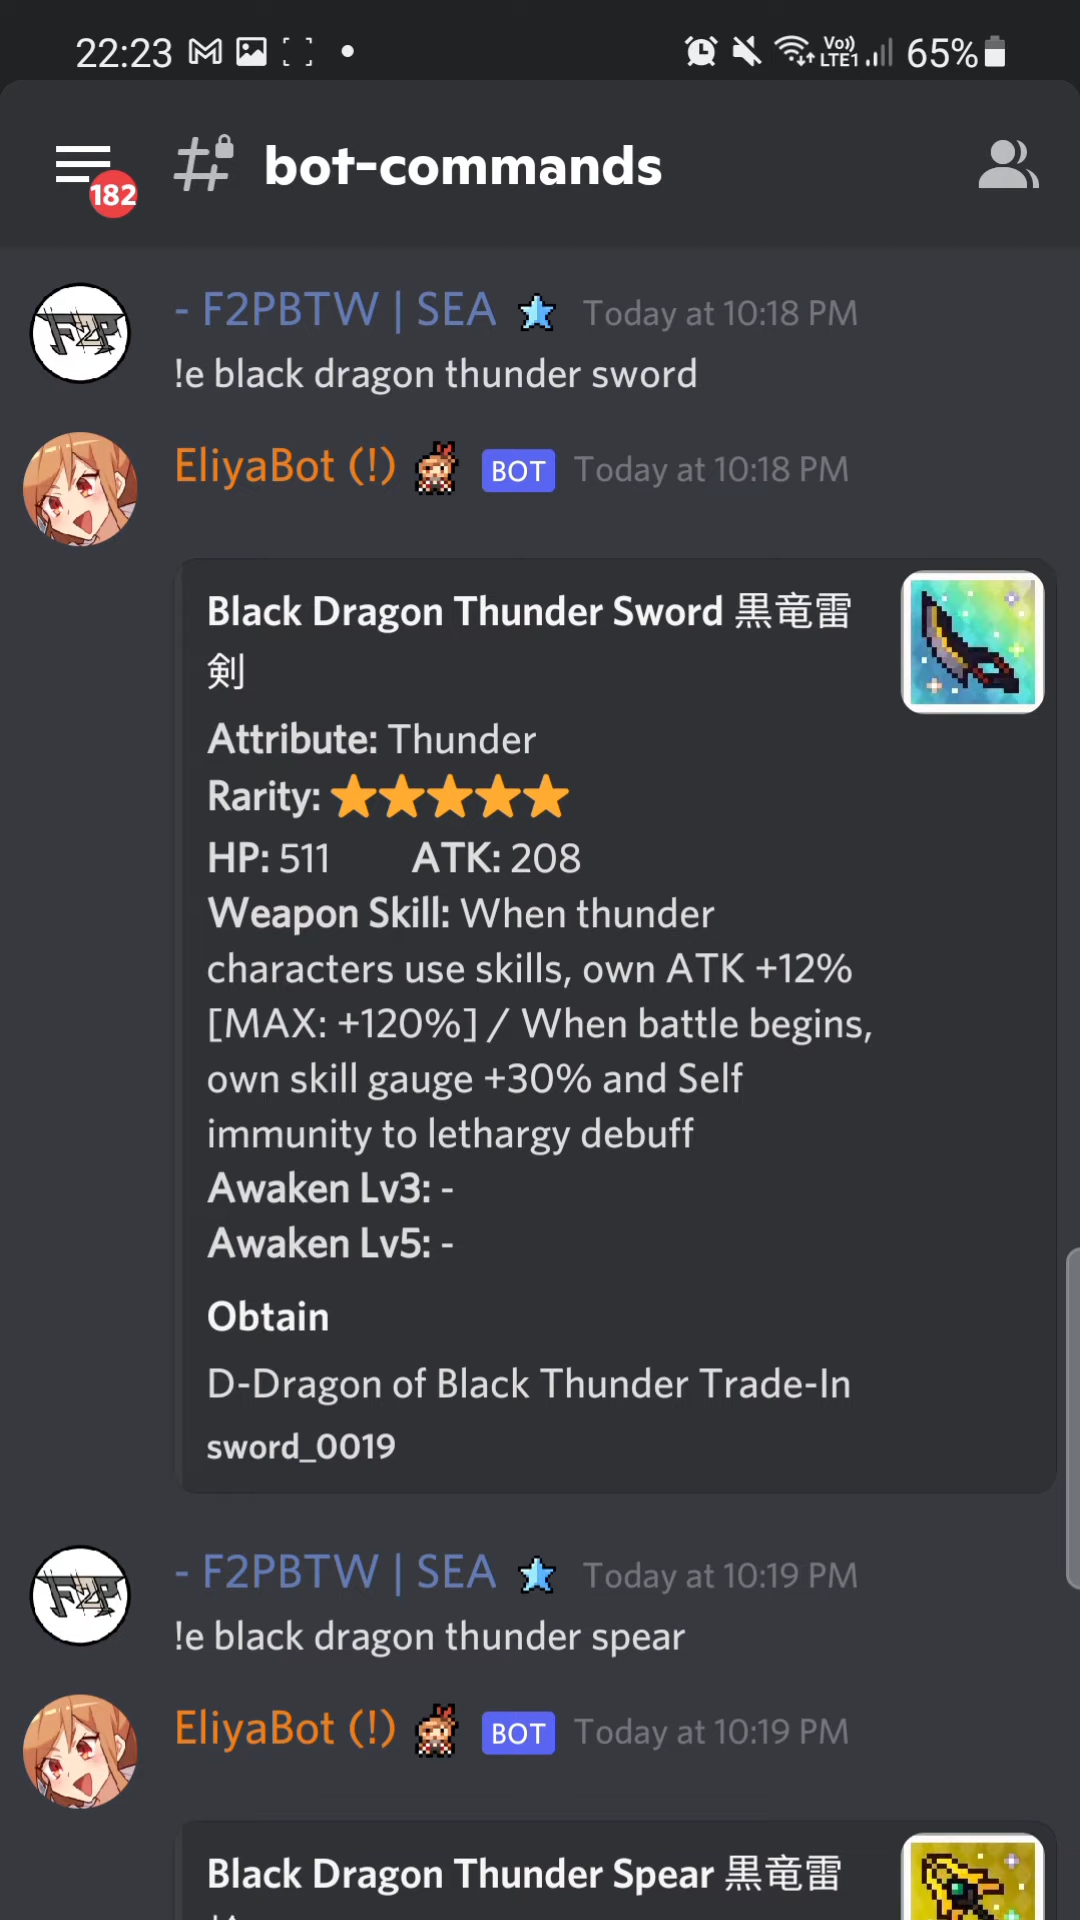 22:23 Vo)) LTE1 65%
182 bot-commands
- F2PBTW | SEA Today at 10:18 PM
!e black dragon thunder sword
EliyaBot (!) BOT Today at 10:18 PM
Black Dragon Thunder Sword 黒竜雷
剣
Attribute: Thunder
Rarity:
HP: 511 ATK: 208
Weapon Skill: When thunder
characters use skills, own ATK +12%
[MAX: +120%] / When battle begins,
own skill gauge +30% and Self
immunity to lethargy debuff
Awaken Lv3: -
Awaken Lv5: -
Obtain
D-Dragon of Black Thunder Trade-In
sword_0019
- F2PBTW | SEA Today at 10:19 PM
!e black dragon thunder spear
EliyaBot (!) BOT Today at 10:19 PM
Black Dragon Thunder Spear 黒竜雷